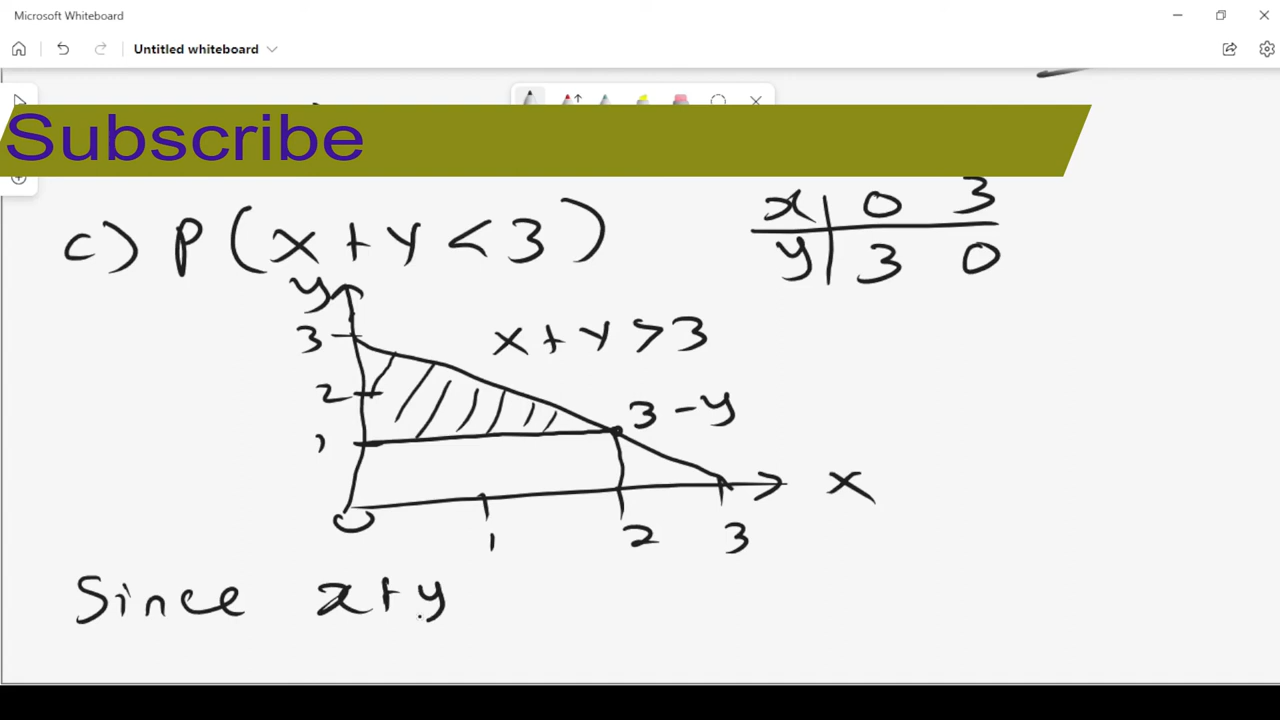 Microsoft Whiteboard
Untitled whiteboard
Subscribe
c) P(x+y<3)
x 0 3
y 3 0
y
3
x+y>3
2
3-y
1
x
0
1
2
3
Since x+y